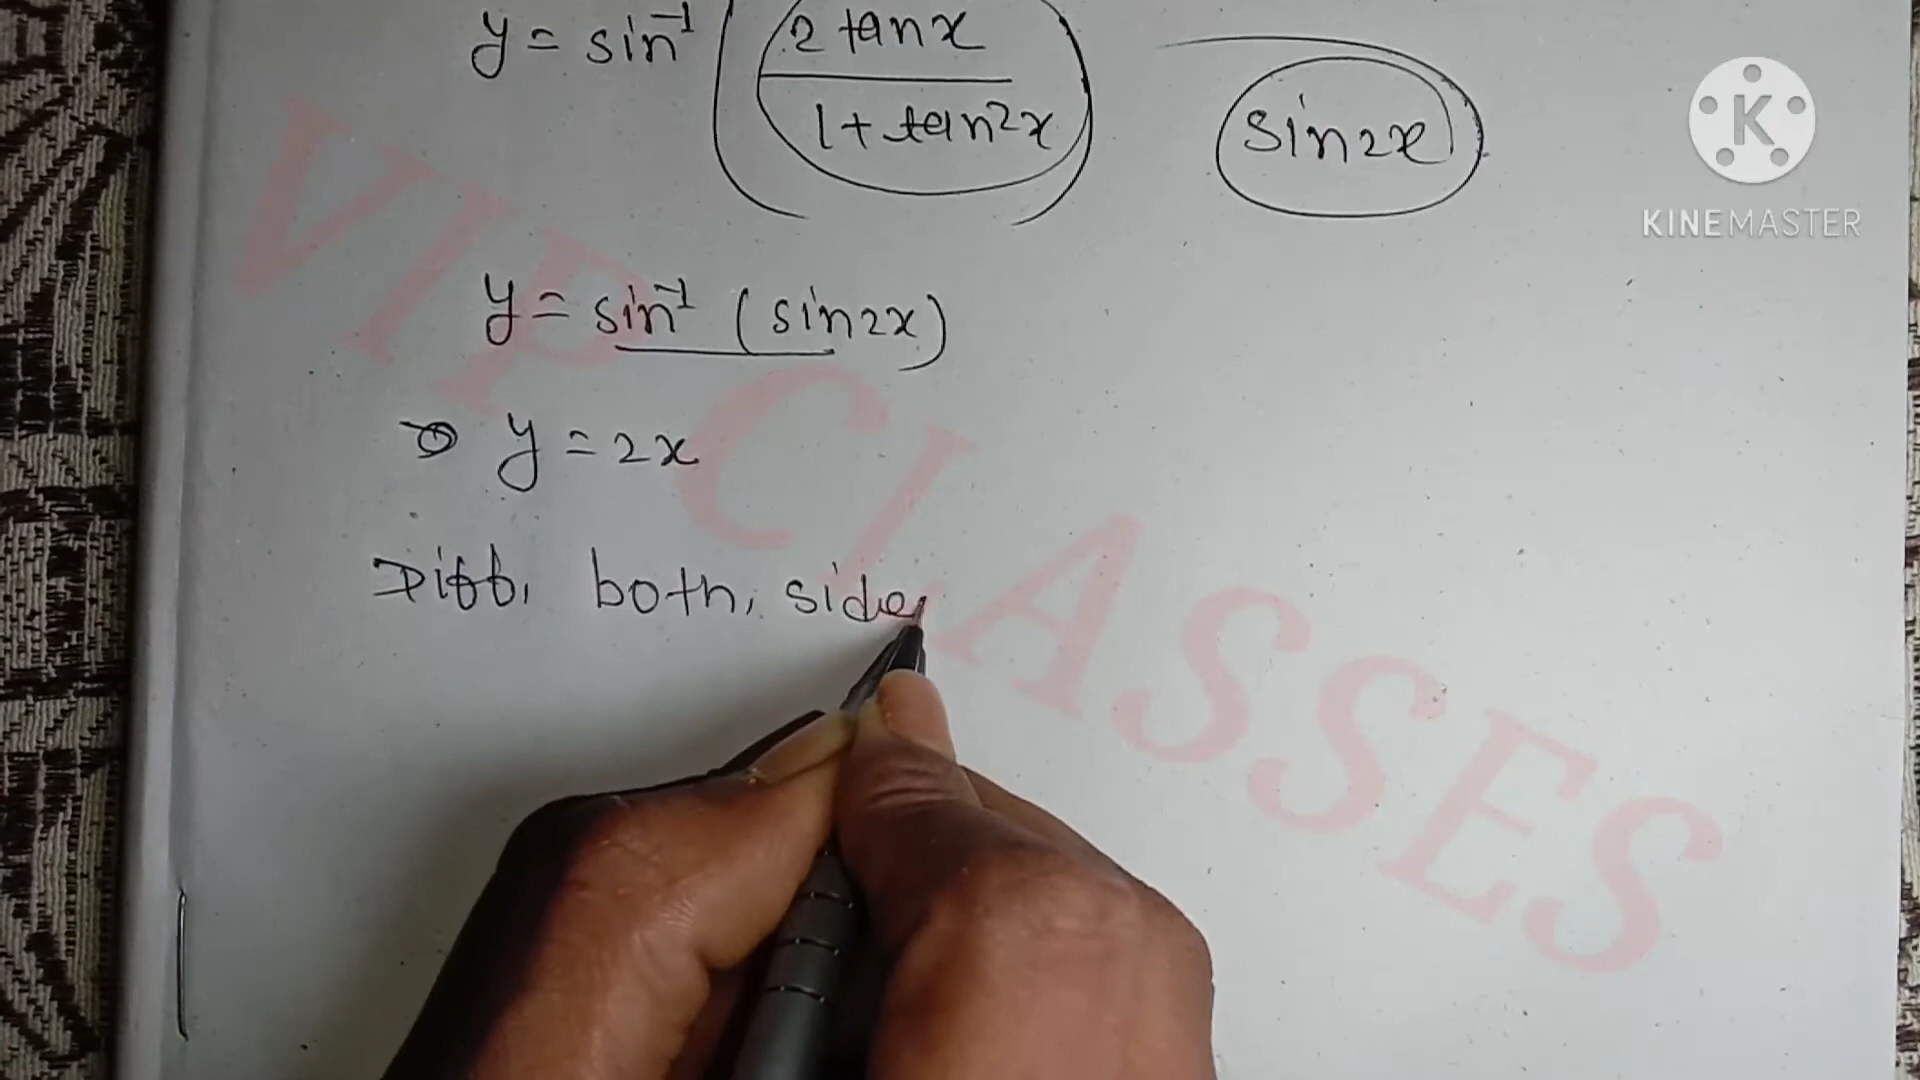 y = sin⁻¹ (2 tan x / 1 + tan²x) sin2x
K
KINEMASTER
y = sin⁻¹ (sin2x)
⇒ y = 2x
Diff, both, side
VIP CLASSES